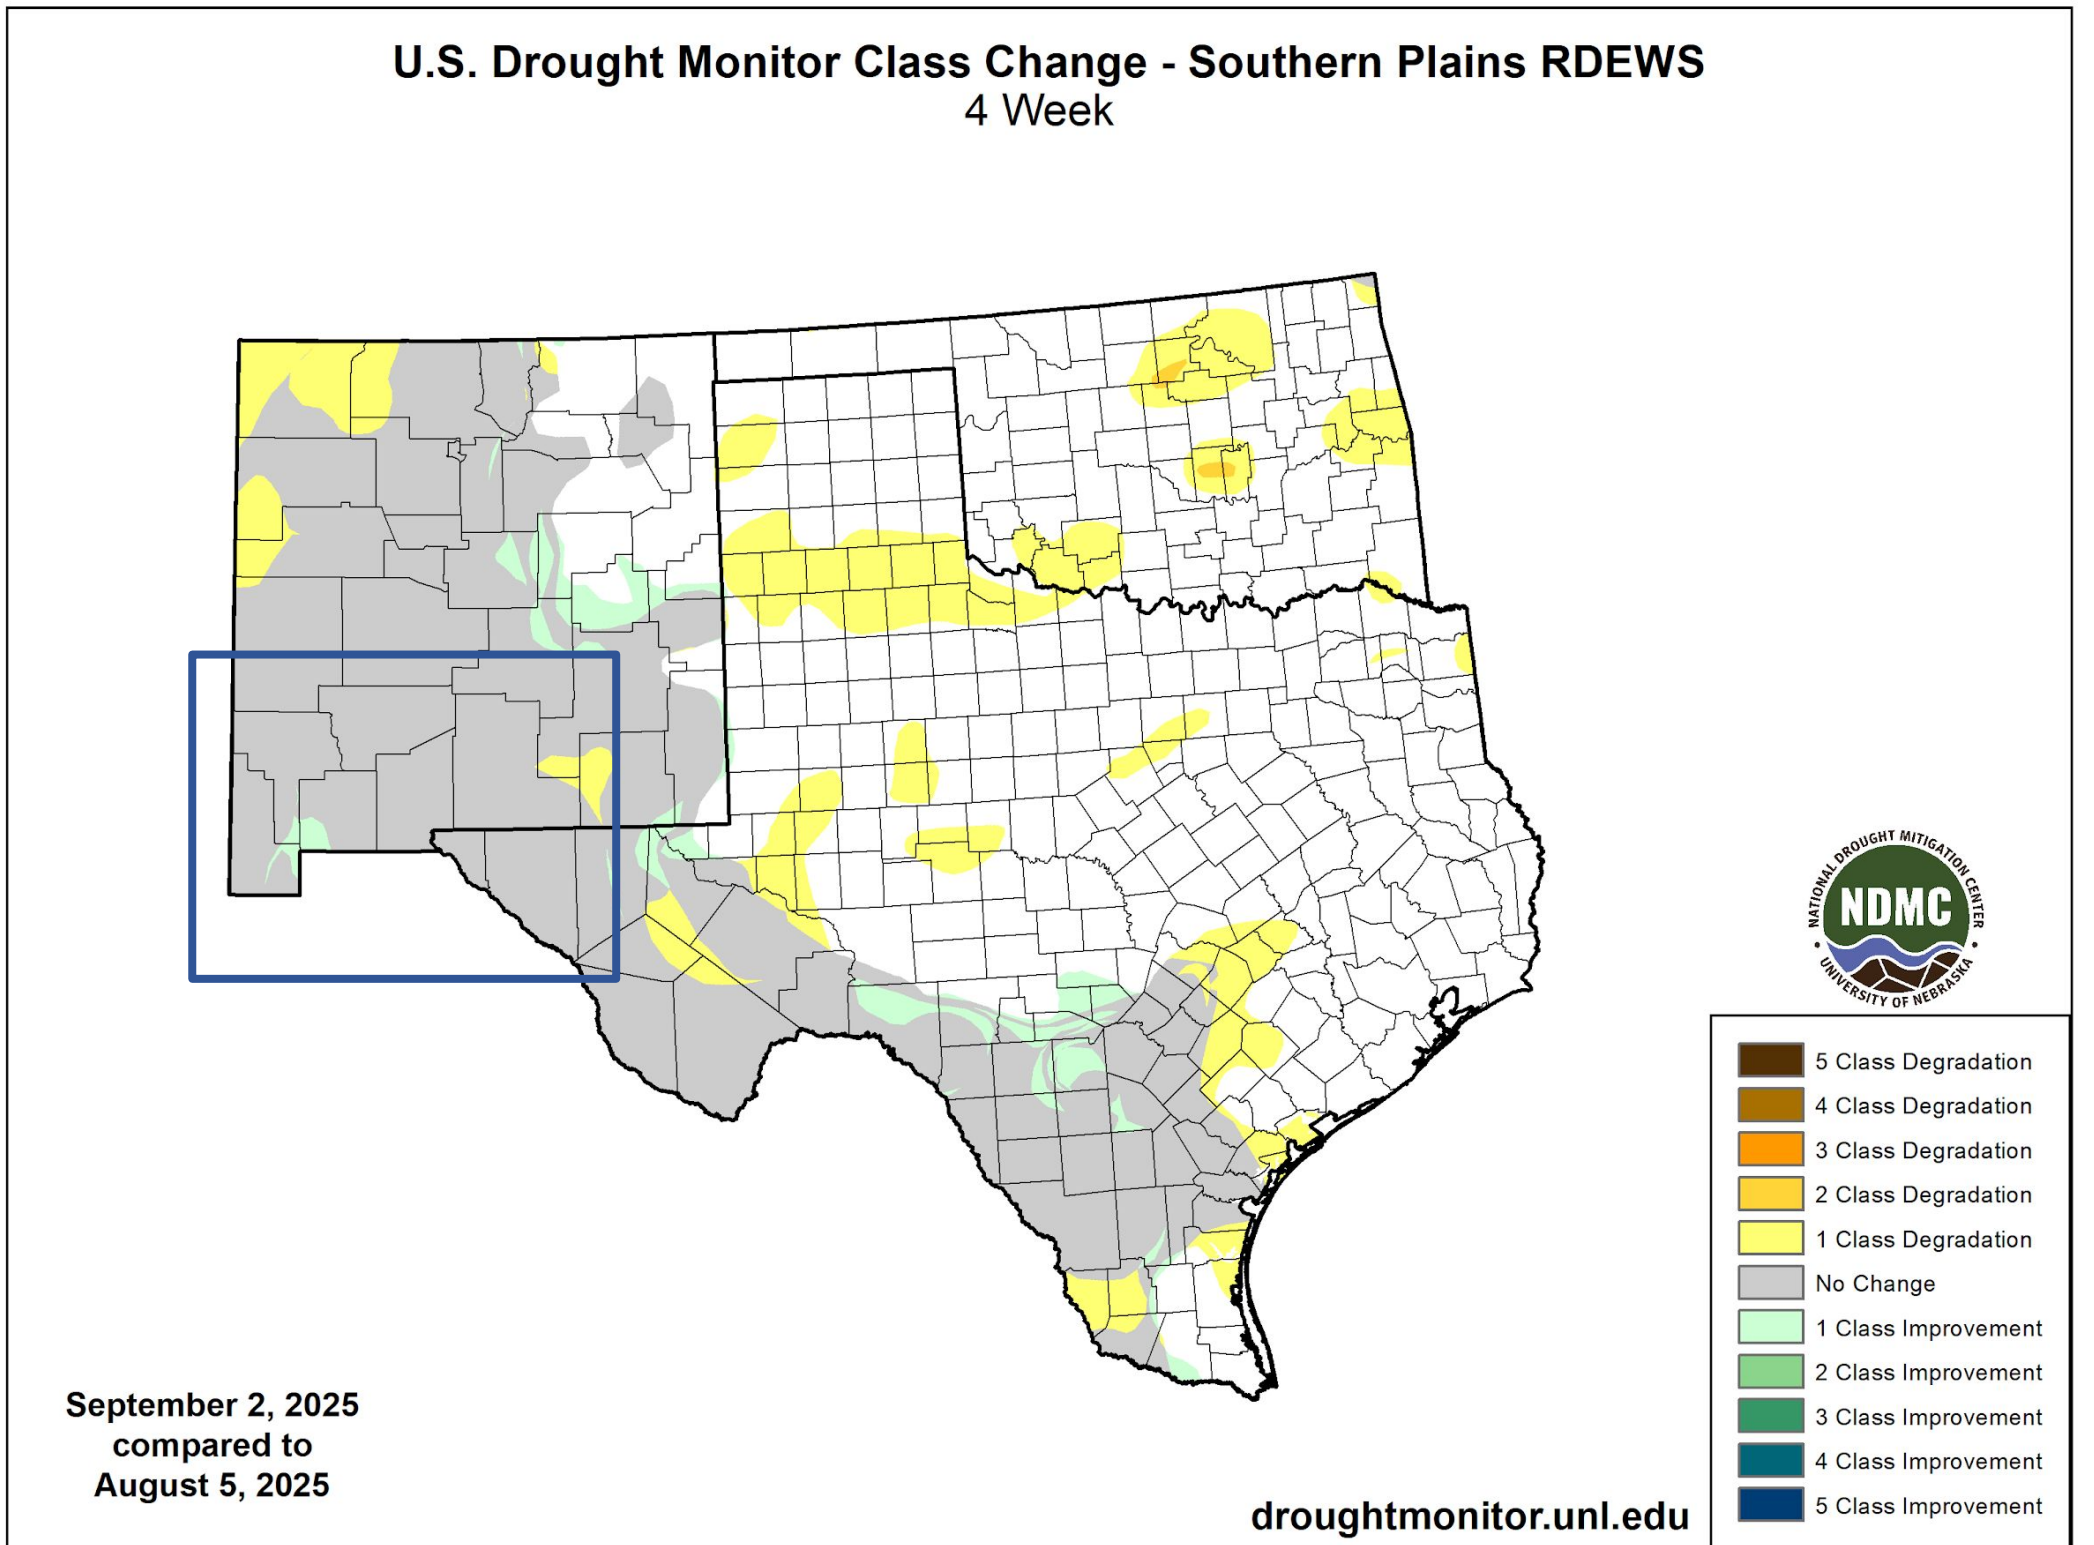 U.S. Drought Monitor Class Change - Southern Plains RDEWS
4 Week
NATIONAL DROUGHT MITIGATION CENTER
NDMC
UNIVERSITY OF NEBRASKA
5 Class Degradation
4 Class Degradation
3 Class Degradation
2 Class Degradation
1 Class Degradation
No Change
1 Class Improvement
2 Class Improvement
3 Class Improvement
4 Class Improvement
5 Class Improvement
September 2, 2025
compared to
August 5, 2025
droughtmonitor.unl.edu